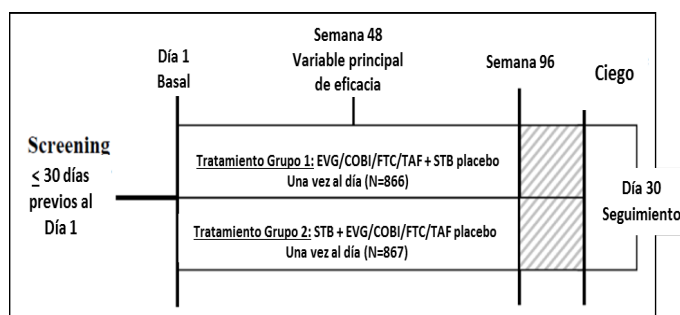 Semana 48
Variable principal
de eficacia
Día 1
Basal
Semana 96
Ciego
Screening
≤ 30 días
previos al
Día 1
Tratamiento Grupo 1: EVG/COBI/FTC/TAF + STB placebo
Una vez al día (N=866)
Tratamiento Grupo 2: STB + EVG/COBI/FTC/TAF placebo
Una vez al día (N=867)
Día 30
Seguimiento